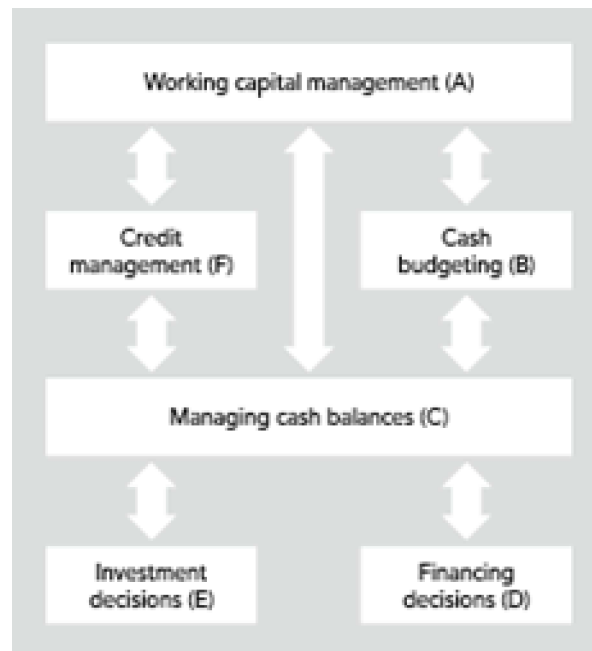 Working capital management (A)
Credit
management (F)
Cash
budgeting (B)
Managing cash balances (C)
Investment
decisions (E)
Financing
decisions (D)